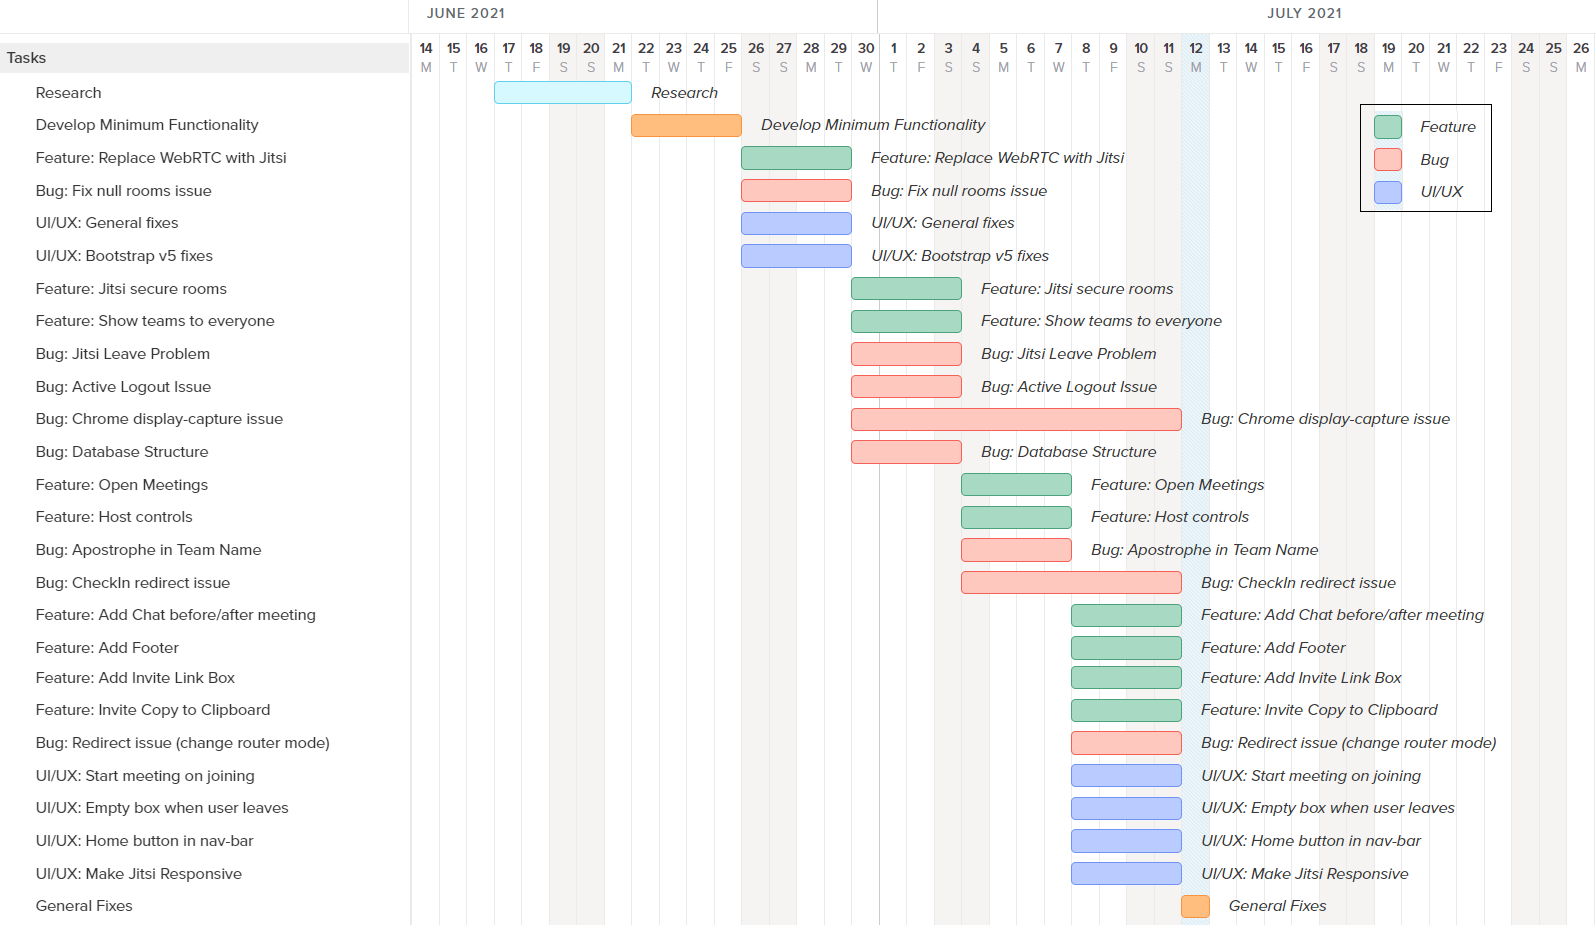 JUNE 2021 JULY 2021
14 15 16 17 18 19 20 21 22 23 24 25 26 27 28 29 30 1 2 3 4 5 6 7 8 9 10 11 12 13 14 15 16 17 18 19 20 21 22 23 24 25 26
Tasks
M T W T F S S M T W T F S S M T W T F S S M T W T F S S M T W T F S S M T W T F S S M
Research Research
Develop Minimum Functionality Develop Minimum Functionality
Feature
Feature: Replace WebRTC with Jitsi Feature: Replace WebRTC with Jitsi
Bug
Bug: Fix null rooms issue Bug: Fix null rooms issue
UI/UX
UI/UX: General fixes UI/UX: General fixes
UI/UX: Bootstrap v5 fixes UI/UX: Bootstrap v5 fixes
Feature: Jitsi secure rooms Feature: Jitsi secure rooms
Feature: Show teams to everyone Feature: Show teams to everyone
Bug: Jitsi Leave Problem Bug: Jitsi Leave Problem
Bug: Active Logout Issue Bug: Active Logout Issue
Bug: Chrome display-capture issue Bug: Chrome display-capture issue
Bug: Database Structure Bug: Database Structure
Feature: Open Meetings Feature: Open Meetings
Feature: Host controls Feature: Host controls
Bug: Apostrophe in Team Name Bug: Apostrophe in Team Name
Bug: CheckIn redirect issue Bug: CheckIn redirect issue
Feature: Add Chat before/after meeting Feature: Add Chat before/after meeting
Feature: Add Footer Feature: Add Footer
Feature: Add Invite Link Box Feature: Add Invite Link Box
Feature: Invite Copy to Clipboard Feature: Invite Copy to Clipboard
Bug: Redirect issue (change router mode) Bug: Redirect issue (change router mode)
UI/UX: Start meeting on joining UI/UX: Start meeting on joining
UI/UX: Empty box when user leaves UI/UX: Empty box when user leaves
UI/UX: Home button in nav-bar UI/UX: Home button in nav-bar
UI/UX: Make Jitsi Responsive UI/UX: Make Jitsi Responsive
General Fixes General Fixes